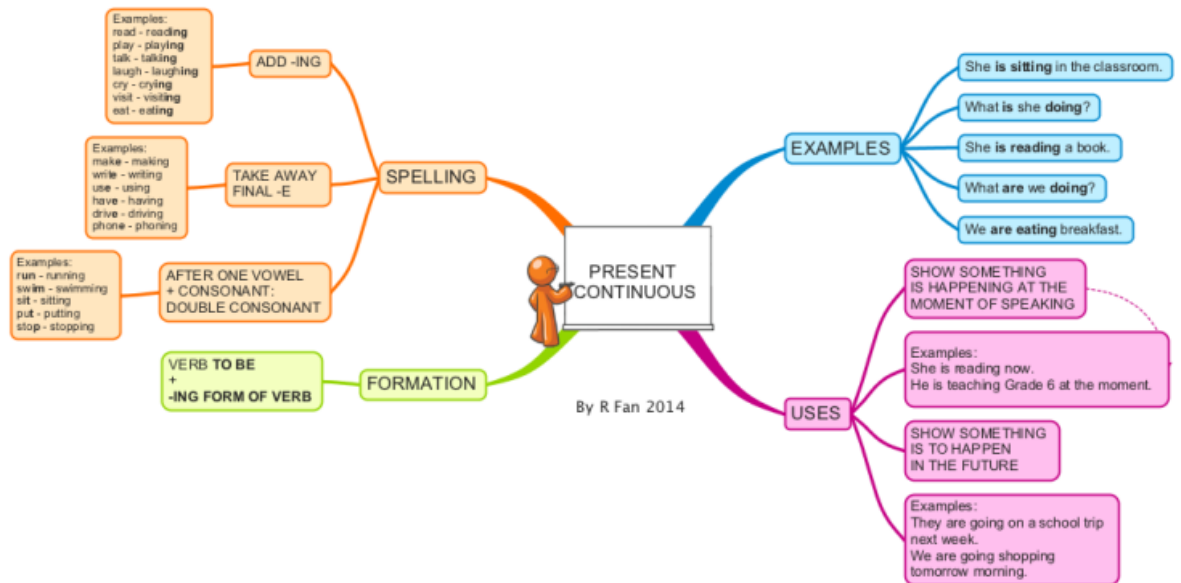 PRESENT
CONTINUOUS
By R Fan 2014
SPELLING
ADD -ING
Examples:
read - reading
play - playing
talk - talking
laugh - laughing
cry - crying
visit - visiting
eat - eating
TAKE AWAY
FINAL -E
Examples:
make - making
write - writing
use - using
have - having
drive - driving
phone - phoning
AFTER ONE VOWEL
+ CONSONANT:
DOUBLE CONSONANT
Examples:
run - running
swim - swimming
sit - sitting
put - putting
stop - stopping
FORMATION
VERB TO BE
+
-ING FORM OF VERB
EXAMPLES
She is sitting in the classroom.
What is she doing?
She is reading a book.
What are we doing?
We are eating breakfast.
USES
SHOW SOMETHING
IS HAPPENING AT THE
MOMENT OF SPEAKING
Examples:
She is reading now.
He is teaching Grade 6 at the moment.
SHOW SOMETHING
IS TO HAPPEN
IN THE FUTURE
Examples:
They are going on a school trip
next week.
We are going shopping
tomorrow morning.